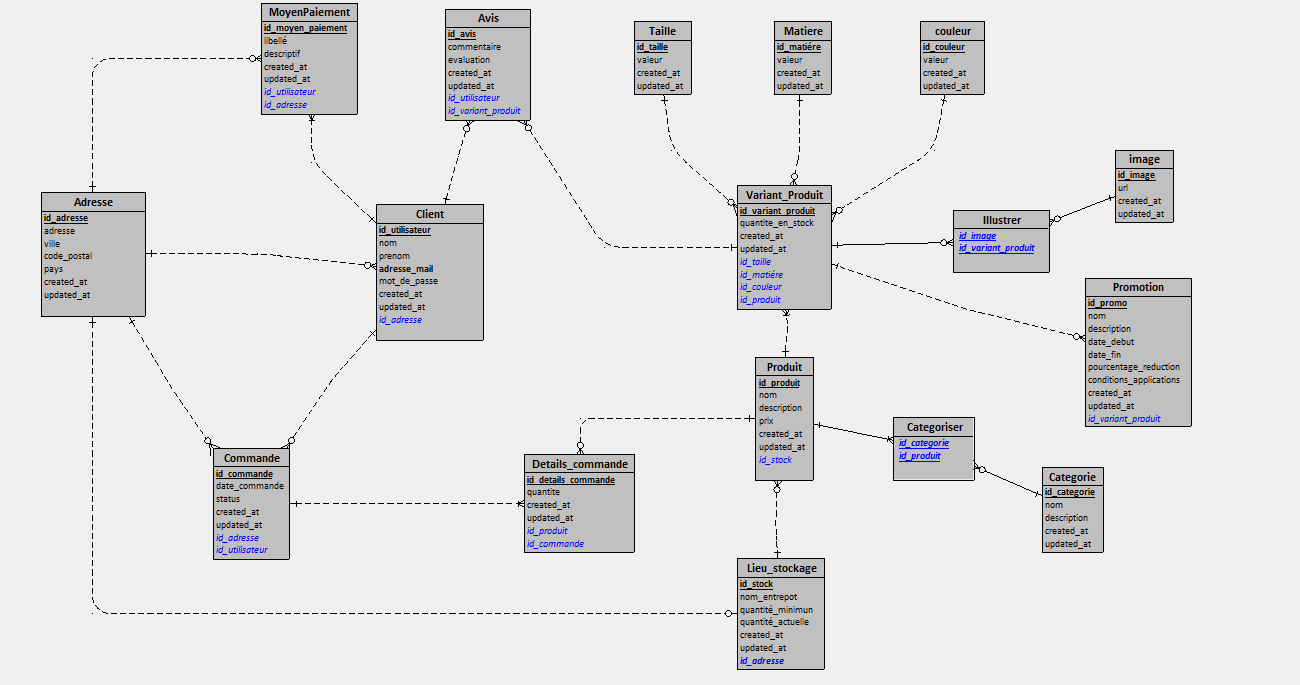 MoyenPaiement
id_moyen_paiement
libellé
descriptif
created_at
updated_at
id_utilisateur
id_adresse
Avis
id_avis
commentaire
evaluation
created_at
updated_at
id_utilisateur
id_variant_produit
Taille
id_taille
valeur
created_at
updated_at
Matiere
id_matiére
valeur
created_at
updated_at
couleur
id_couleur
valeur
created_at
updated_at
image
id_image
url
created_at
updated_at
Adresse
id_adresse
adresse
ville
code_postal
pays
created_at
updated_at
Client
id_utilisateur
nom
prenom
adresse_mail
mot_de_passe
created_at
updated_at
id_adresse
Variant_Produit
id_variant_produit
quantite_en_stock
created_at
updated_at
id_taille
id_matiére
id_couleur
id_produit
Illustrer
id_image
id_variant_produit
Promotion
id_promo
nom
description
date_debut
date_fin
pourcentage_reduction
conditions_applications
created_at
updated_at
id_variant_produit
Produit
id_produit
nom
description
prix
created_at
updated_at
id_stock
Categoriser
id_categorie
id_produit
Categorie
id_categorie
nom
description
created_at
updated_at
Commande
id_commande
date_commande
status
created_at
updated_at
id_adresse
id_utilisateur
Details_commande
id_details_commande
quantite
created_at
updated_at
id_produit
id_commande
Lieu_stockage
id_stock
nom_entrepot
quantité_minimun
quantité_actuelle
created_at
updated_at
id_adresse